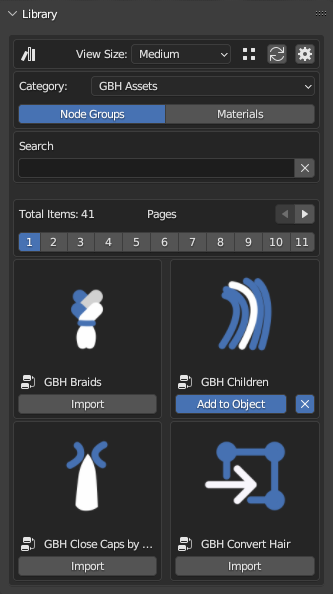 Library
View Size: Medium
Category: GBH Assets
Node Groups Materials
Search
Total Items: 41 Pages
1 2 3 4 5 6 7 8 9 10 11
GBH Braids GBH Children
Import Add to Object
GBH Close Caps by ... GBH Convert Hair
Import Import